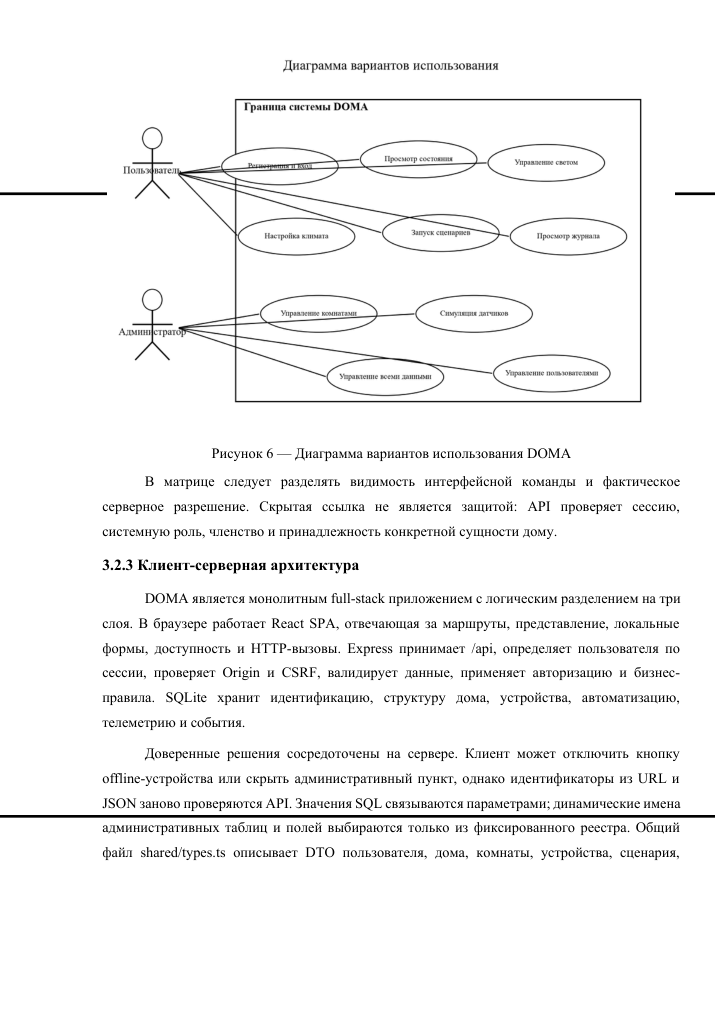 Диаграмма вариантов использования
Граница системы DOMA
Пользователь
Регистрация и вход
Просмотр состояния
Управление светом
Настройка климата
Запуск сценариев
Просмотр журнала
Администратор
Управление комнатами
Симуляция датчиков
Управление всеми данными
Управление пользователями
Рисунок 6 — Диаграмма вариантов использования DOMA
В матрице следует разделять видимость интерфейсной команды и фактическое
серверное разрешение. Скрытая ссылка не является защитой: API проверяет сессию,
системную роль, членство и принадлежность конкретной сущности дому.
3.2.3 Клиент-серверная архитектура
DOMA является монолитным full-stack приложением с логическим разделением на три
слоя. В браузере работает React SPA, отвечающая за маршруты, представление, локальные
формы, доступность и HTTP-вызовы. Express принимает /api, определяет пользователя по
сессии, проверяет Origin и CSRF, валидирует данные, применяет авторизацию и бизнес-
правила. SQLite хранит идентификацию, структуру дома, устройства, автоматизацию,
телеметрию и события.
Доверенные решения сосредоточены на сервере. Клиент может отключить кнопку
offline-устройства или скрыть административный пункт, однако идентификаторы из URL и
JSON заново проверяются API. Значения SQL связываются параметрами; динамические имена
административных таблиц и полей выбираются только из фиксированного реестра. Общий
файл shared/types.ts описывает DTO пользователя, дома, комнаты, устройства, сценария,